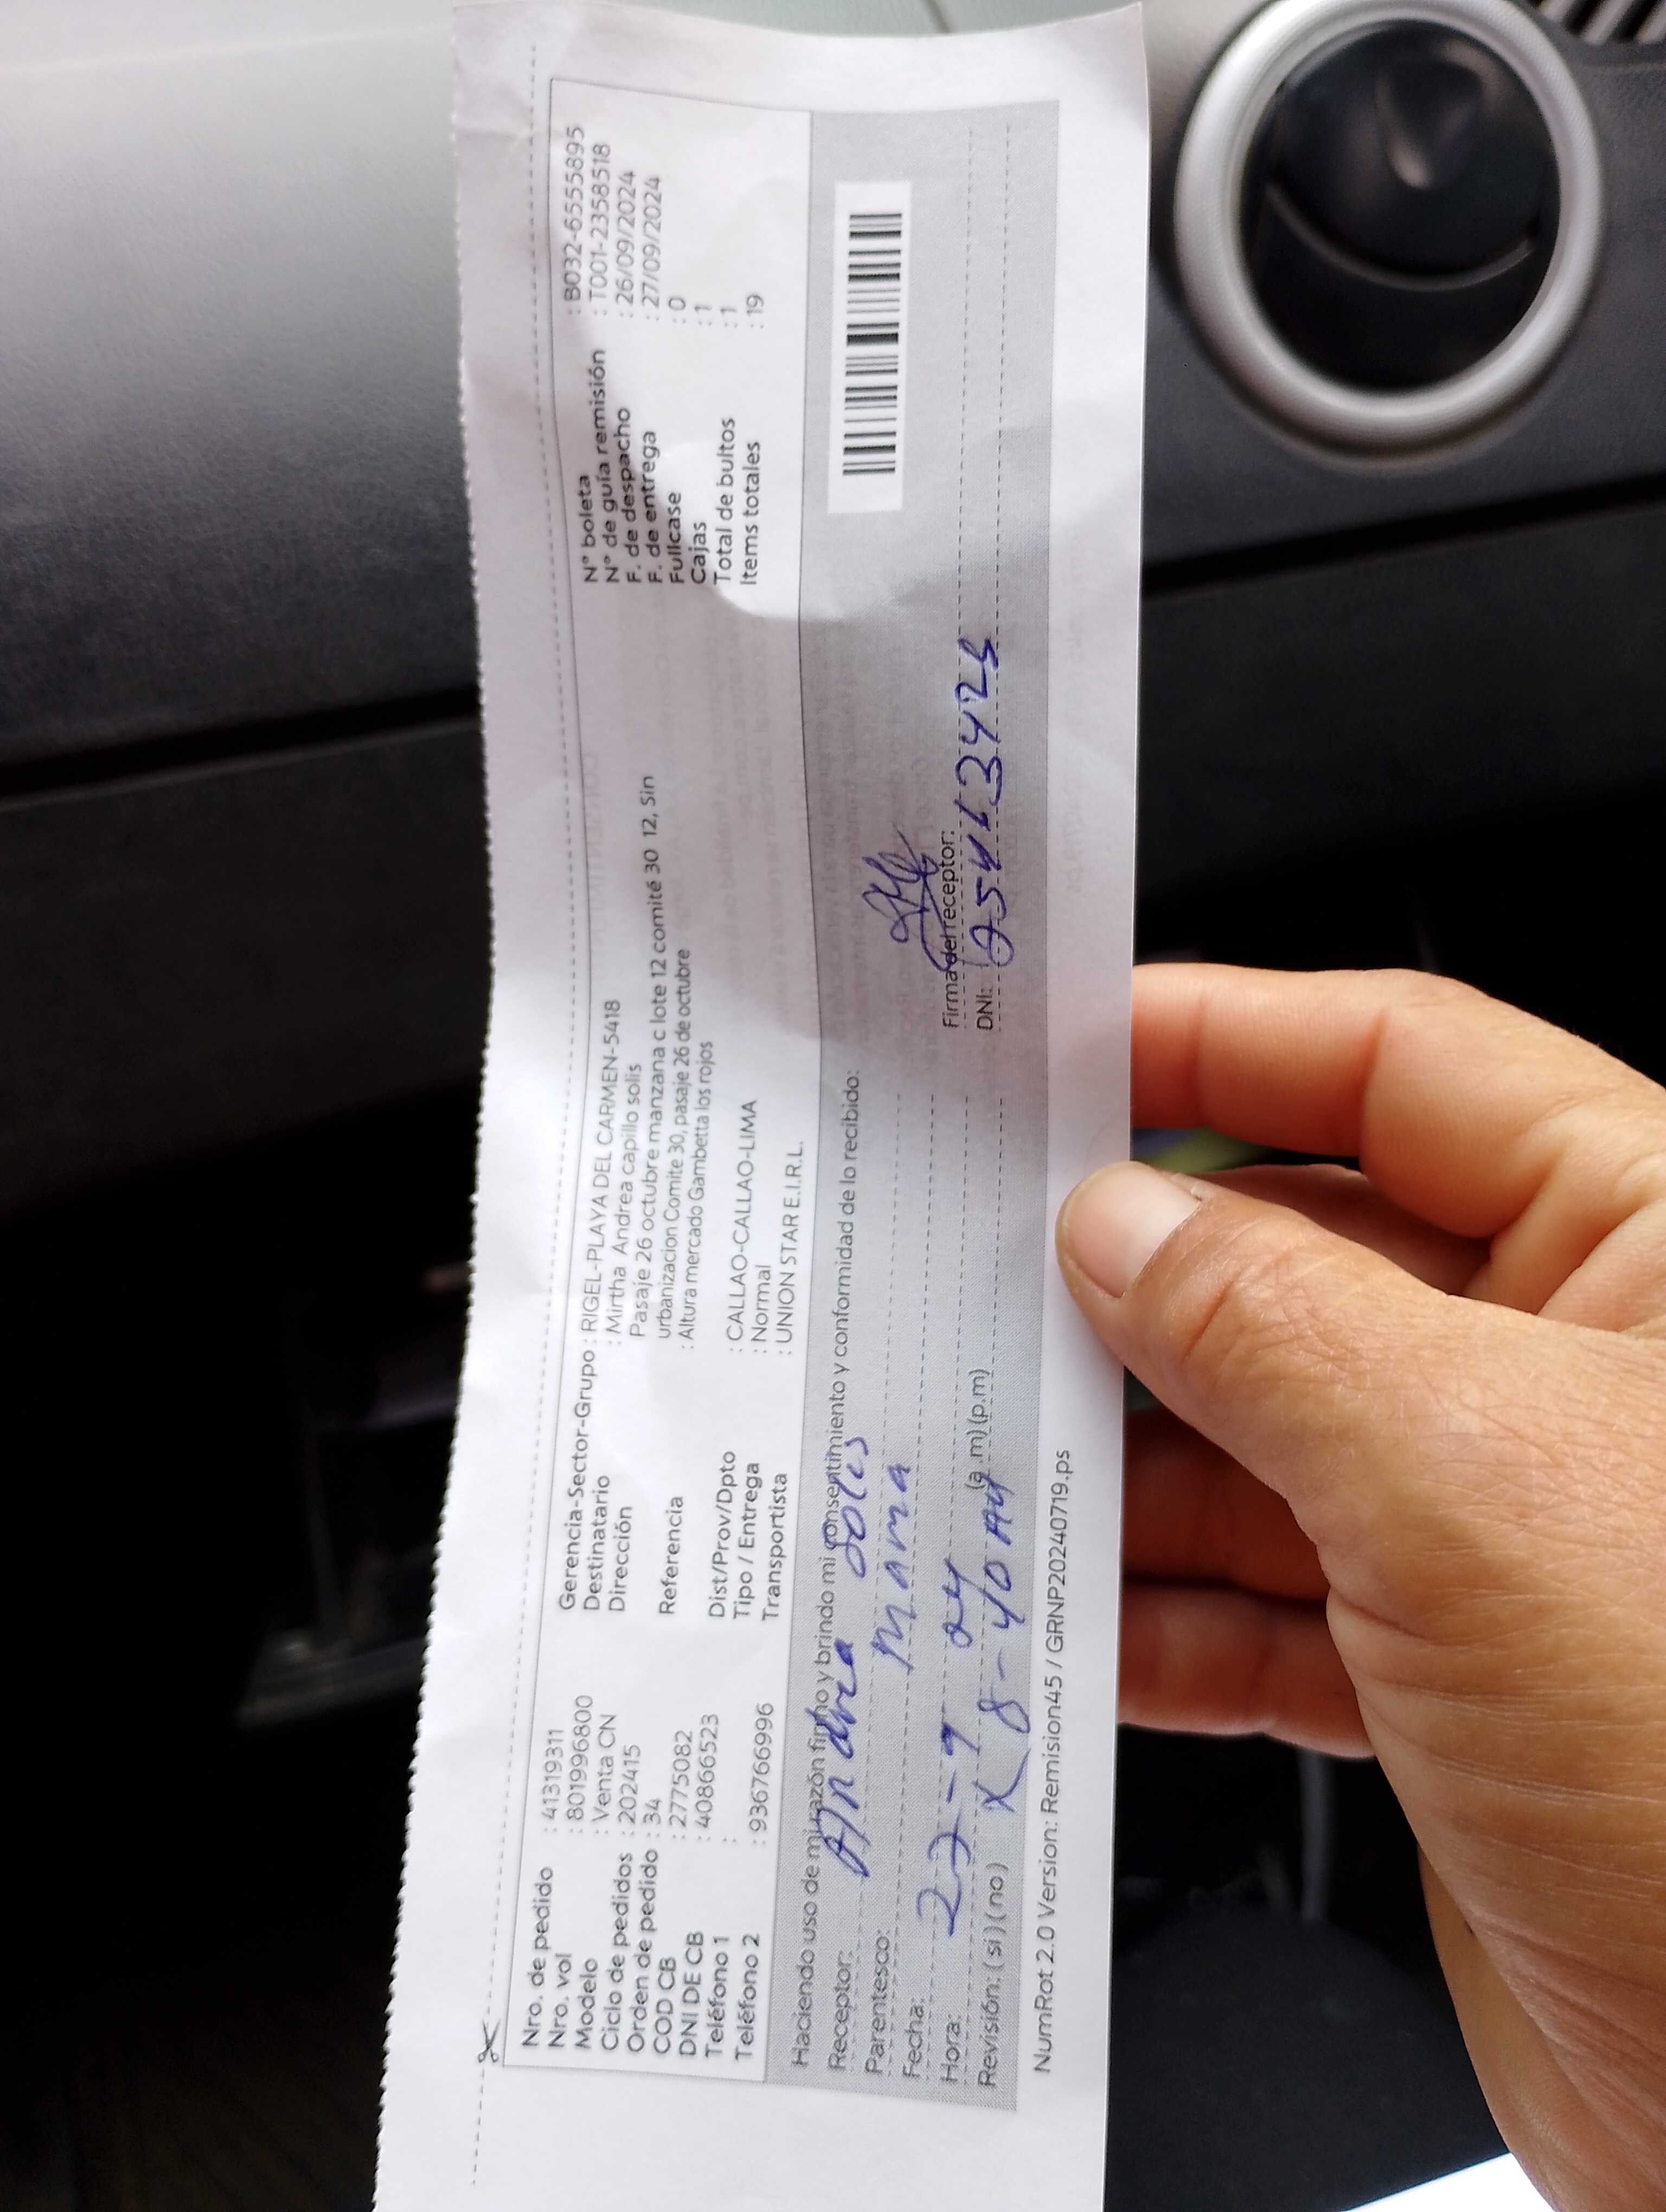 Nro. de pedido : 41319311
Nro. vol : 8019996800
Modelo : Venta CN
Ciclo de pedidos : 202415
Orden de pedido : 34
COD CB : 2775082
DNI DE CB : 40866523
Teléfono 1 :
Teléfono 2 : 936766996
Gerencia-Sector-Grupo : RIGEL-PLAYA DEL CARMEN-5418
Destinatario : Mirtha Andrea capillo solis
Dirección Pasaje 26 octubre manzana c lote 12 comité 30 12, Sin
urbanizacion Comite 30, pasaje 26 de octubre
Referencia : Altura mercado Gambetta los rojos
Dist/Prov/Dpto : CALLAO-CALLAO-LIMA
Tipo / Entrega : Normal
Transportista : UNION STAR E.I.R.L.
N° boleta : B032-6555895
N° de guía remisión : T001-2358518
F. de despacho : 26/09/2024
F. de entrega : 27/09/2024
Fullcase : 0
Cajas : 1
Total de bultos : 1
Items totales : 19
Haciendo uso de mi razón firmo y brindo mi consentimiento y conformidad de lo recibido:
Receptor: Andrea Solis
Parentesco: mama
Fecha: 27-9 24
Hora: 8-40 AM (a.m) (p.m)
Revisión: (si) (no) X
Firma del receptor:
DNI:
NumRot 2.0 Version: Remision45 / GRNP20240719.ps